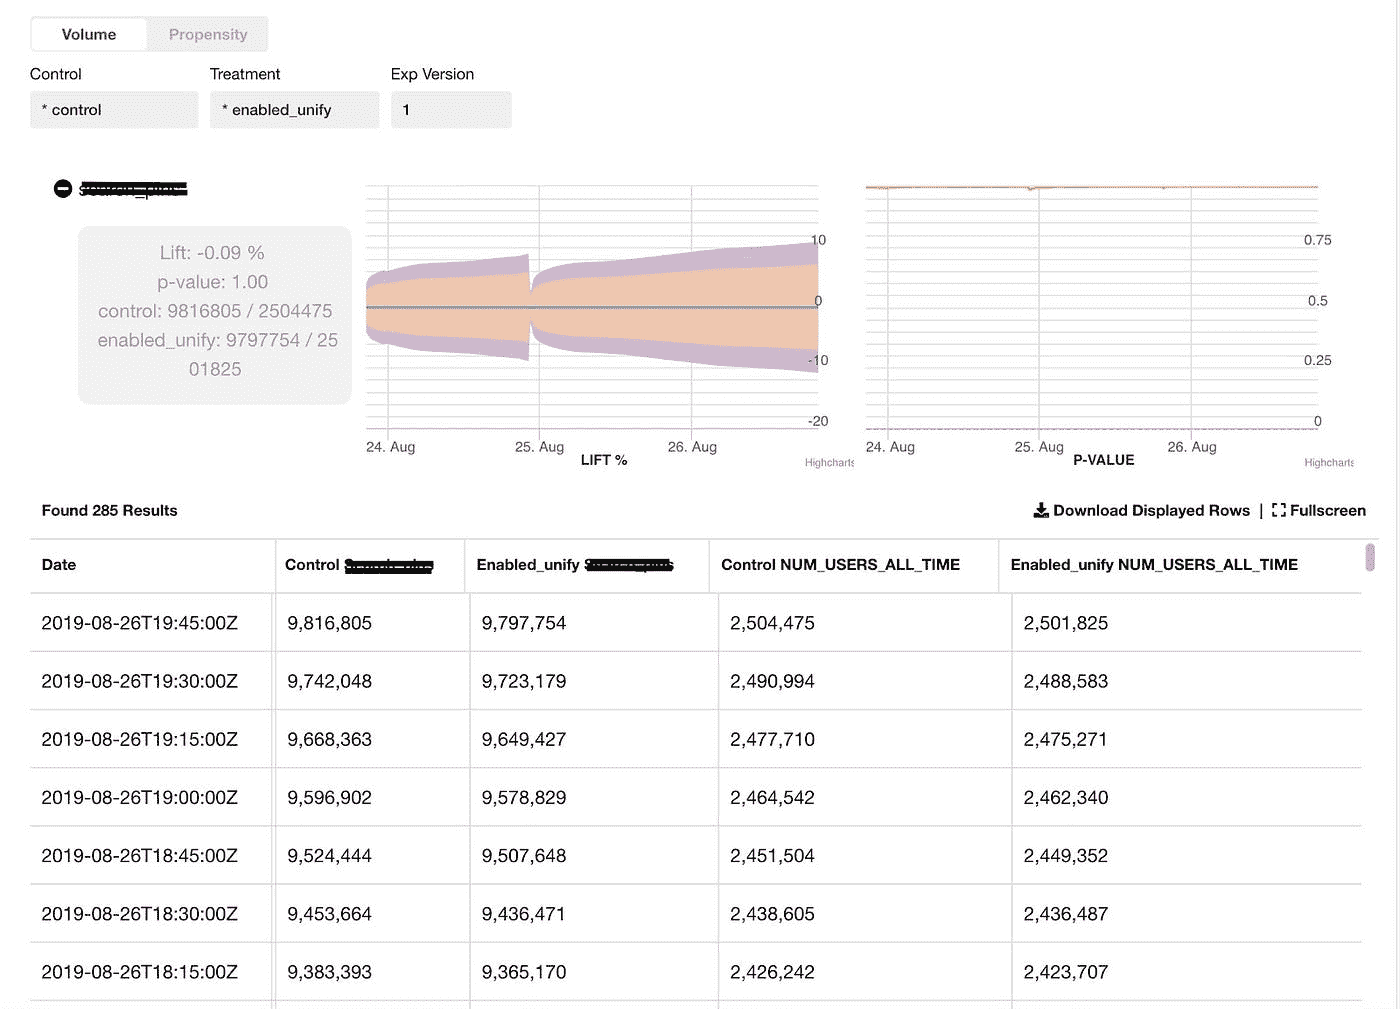 Volume Propensity
Control Treatment Exp Version
* control * enabled_unify 1
Lift: -0.09 %
p-value: 1.00
control: 9816805 / 2504475
enabled_unify: 9797754 / 25
01825
10
0
-10
-20
24. Aug 25. Aug 26. Aug
LIFT %
Highcharts
0.75
0.5
0.25
0
24. Aug 25. Aug 26. Aug
P-VALUE
Highcharts
Found 285 Results Download Displayed Rows | Fullscreen
Date Control Enabled_unify Control NUM_USERS_ALL_TIME Enabled_unify NUM_USERS_ALL_TIME
2019-08-26T19:45:00Z 9,816,805 9,797,754 2,504,475 2,501,825
2019-08-26T19:30:00Z 9,742,048 9,723,179 2,490,994 2,488,583
2019-08-26T19:15:00Z 9,668,363 9,649,427 2,477,710 2,475,271
2019-08-26T19:00:00Z 9,596,902 9,578,829 2,464,542 2,462,340
2019-08-26T18:45:00Z 9,524,444 9,507,648 2,451,504 2,449,352
2019-08-26T18:30:00Z 9,453,664 9,436,471 2,438,605 2,436,487
2019-08-26T18:15:00Z 9,383,393 9,365,170 2,426,242 2,423,707